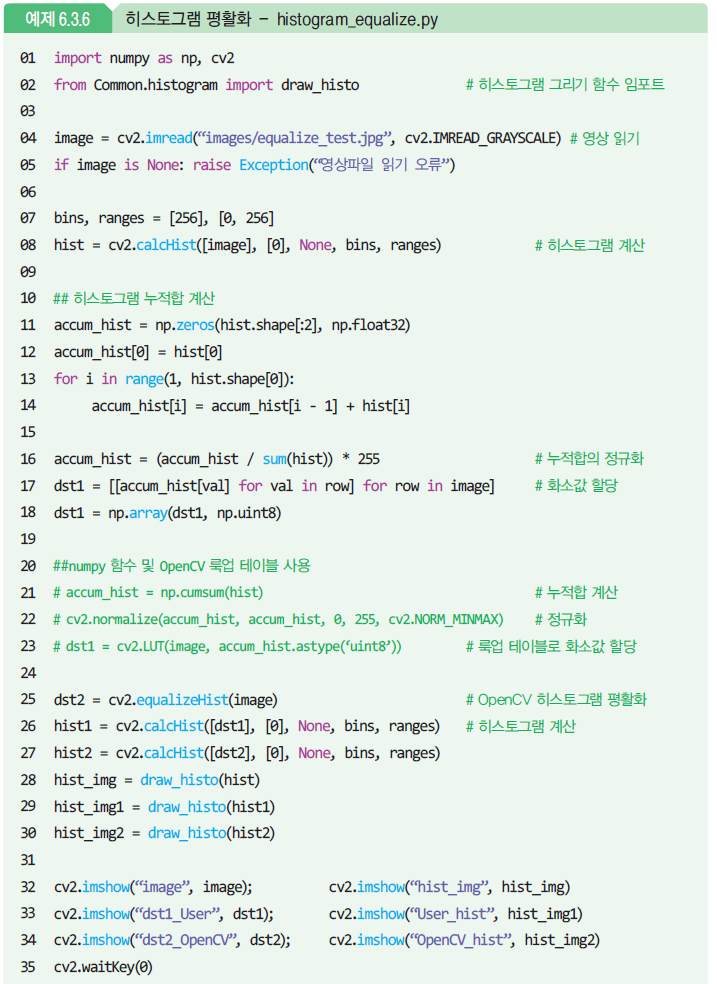 예제 6.3.6 히스토그램 평활화 - histogram_equalize.py
01 import numpy as np, cv2
02 from Common.histogram import draw_histo # 히스토그램 그리기 함수 임포트
03
04 image = cv2.imread(“images/equalize_test.jpg”, cv2.IMREAD_GRAYSCALE) # 영상 읽기
05 if image is None: raise Exception(“영상파일 읽기 오류”)
06
07 bins, ranges = [256], [0, 256]
08 hist = cv2.calcHist([image], [0], None, bins, ranges) # 히스토그램 계산
09
10 ## 히스토그램 누적합 계산
11 accum_hist = np.zeros(hist.shape[:2], np.float32)
12 accum_hist[0] = hist[0]
13 for i in range(1, hist.shape[0]):
14 accum_hist[i] = accum_hist[i - 1] + hist[i]
15
16 accum_hist = (accum_hist / sum(hist)) * 255 # 누적합의 정규화
17 dst1 = [[accum_hist[val] for val in row] for row in image] # 화소값 할당
18 dst1 = np.array(dst1, np.uint8)
19
20 ##numpy 함수 및 OpenCV 룩업 테이블 사용
21 # accum_hist = np.cumsum(hist) # 누적합 계산
22 # cv2.normalize(accum_hist, accum_hist, 0, 255, cv2.NORM_MINMAX) # 정규화
23 # dst1 = cv2.LUT(image, accum_hist.astype(‘uint8’)) # 룩업 테이블로 화소값 할당
24
25 dst2 = cv2.equalizeHist(image) # OpenCV 히스토그램 평활화
26 hist1 = cv2.calcHist([dst1], [0], None, bins, ranges) # 히스토그램 계산
27 hist2 = cv2.calcHist([dst2], [0], None, bins, ranges)
28 hist_img = draw_histo(hist)
29 hist_img1 = draw_histo(hist1)
30 hist_img2 = draw_histo(hist2)
31
32 cv2.imshow(“image”, image); cv2.imshow(“hist_img”, hist_img)
33 cv2.imshow(“dst1_User”, dst1); cv2.imshow(“User_hist”, hist_img1)
34 cv2.imshow(“dst2_OpenCV”, dst2); cv2.imshow(“OpenCV_hist”, hist_img2)
35 cv2.waitKey(0)